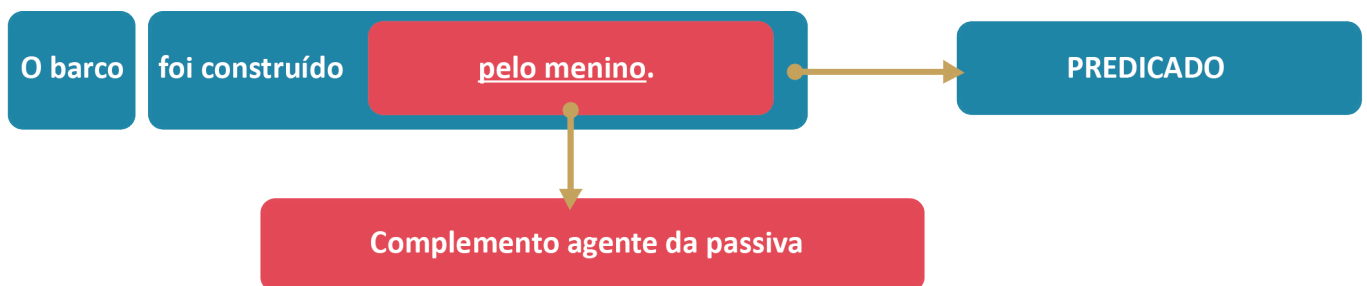 O barco foi construído pelo menino. PREDICADO
Complemento agente da passiva